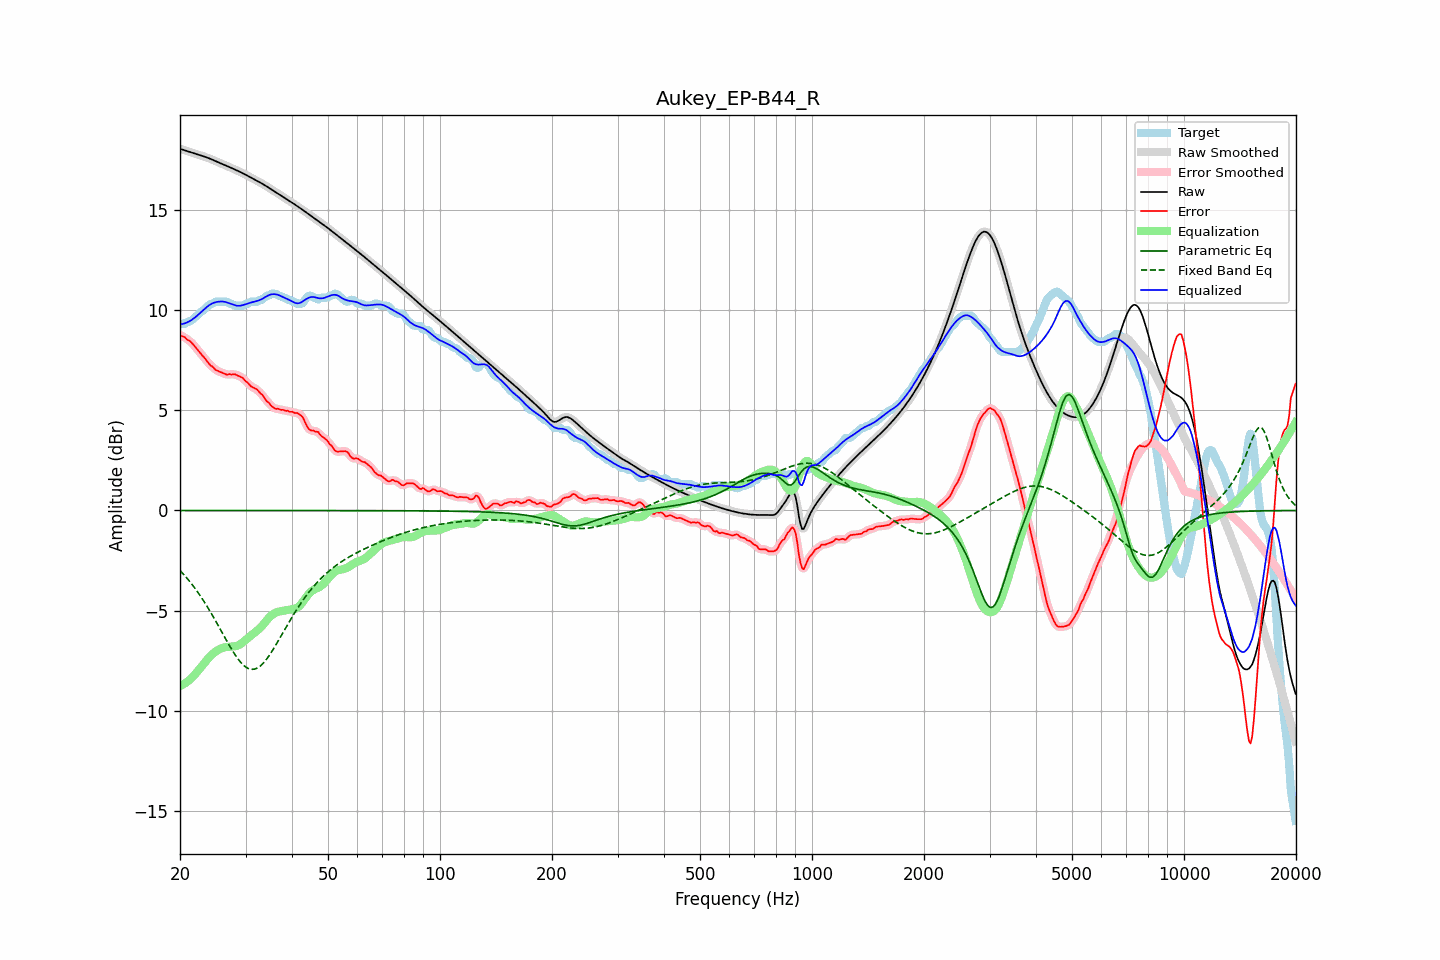 Aukey_EP-B44_R
Target
Raw Smoothed
Error Smoothed
Raw
Error
Equalization
Parametric Eq
Fixed Band Eq
Equalized
Amplitude (dBr)
15
10
5
0
−5
−10
−15
20 50 100 200 500 1000 2000 5000 10000 20000
Frequency (Hz)